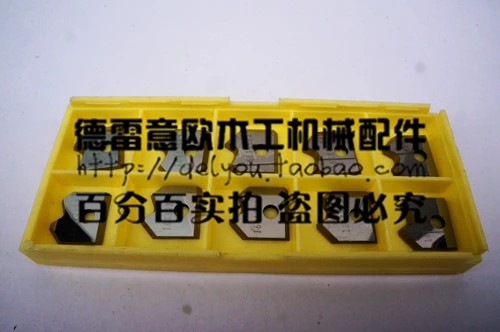 德雷意欧木工机械配件
http://delyou.taobao.com
百分百实拍 盗图必究